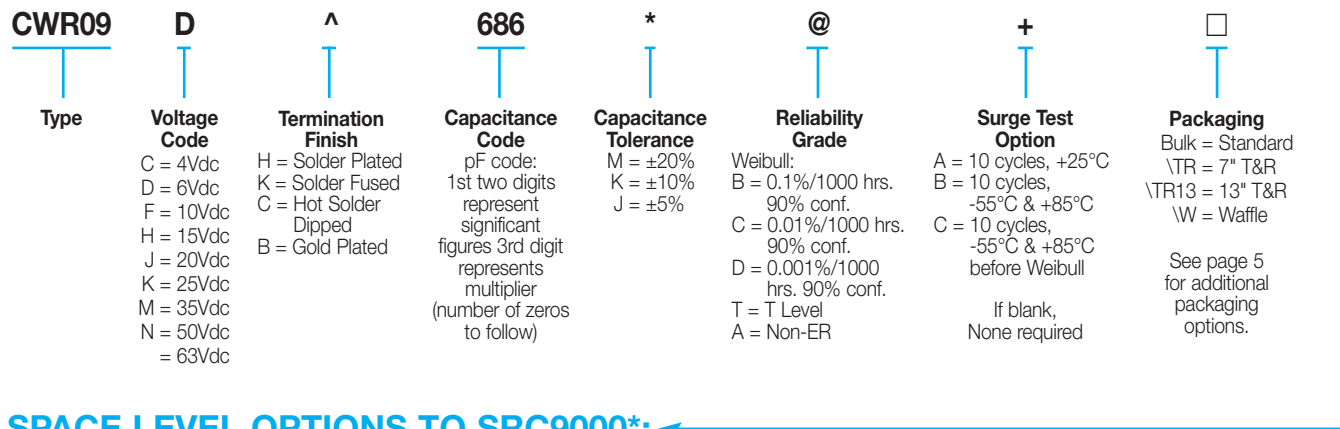 CWR09 D ^ 686 * @ + □
Type
Voltage
Code
C = 4Vdc
D = 6Vdc
F = 10Vdc
H = 15Vdc
J = 20Vdc
K = 25Vdc
M = 35Vdc
N = 50Vdc
= 63Vdc
Termination
Finish
H = Solder Plated
K = Solder Fused
C = Hot Solder
Dipped
B = Gold Plated
Capacitance
Code
pF code:
1st two digits
represent
significant
figures 3rd digit
represents
multiplier
(number of zeros
to follow)
Capacitance
Tolerance
M = ±20%
K = ±10%
J = ±5%
Reliability
Grade
Weibull:
B = 0.1%/1000 hrs.
90% conf.
C = 0.01%/1000 hrs.
90% conf.
D = 0.001%/1000
hrs. 90% conf.
T = T Level
A = Non-ER
Surge Test
Option
A = 10 cycles, +25°C
B = 10 cycles,
-55°C & +85°C
C = 10 cycles,
-55°C & +85°C
before Weibull
If blank,
None required
Packaging
Bulk = Standard
\TR = 7" T&R
\TR13 = 13" T&R
\W = Waffle
See page 5
for additional
packaging
options.
SPACE LEVEL OPTIONS TO SRC9000*: